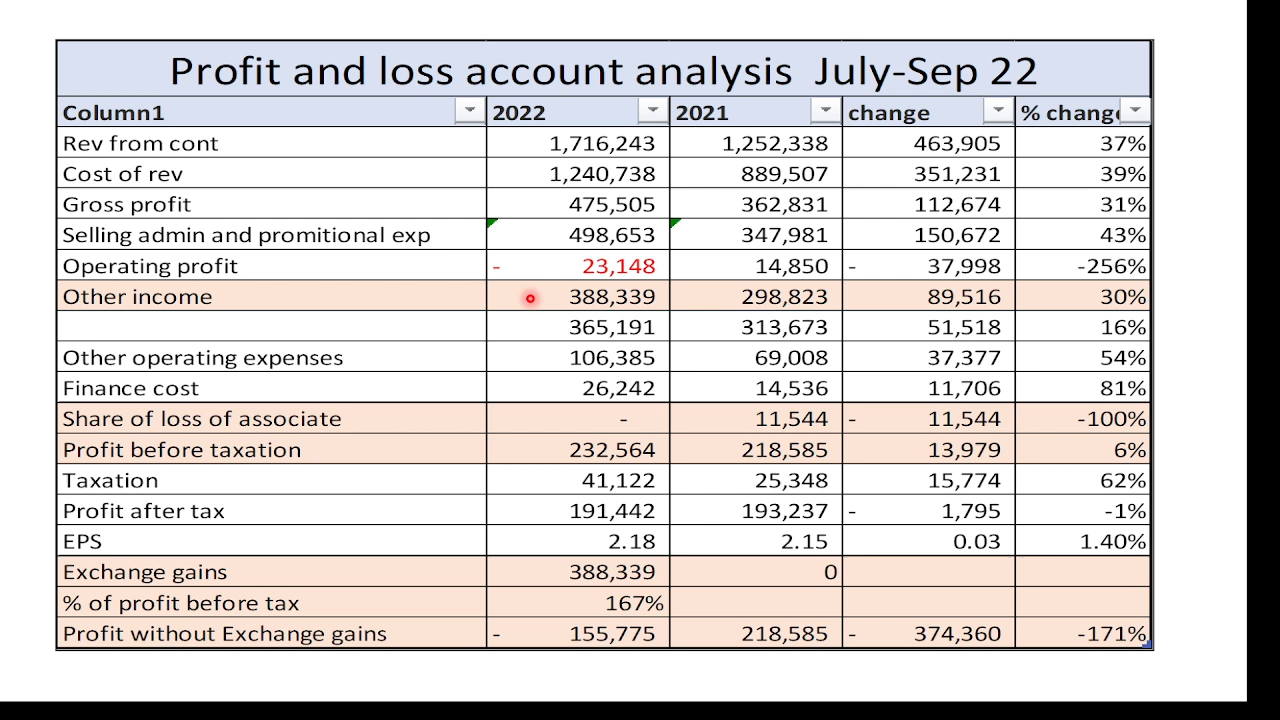 Profit and loss account analysis July-Sep 22
Column1 2022 2021 change % change
Rev from cont 1,716,243 1,252,338 463,905 37%
Cost of rev 1,240,738 889,507 351,231 39%
Gross profit 475,505 362,831 112,674 31%
Selling admin and promitional exp 498,653 347,981 150,672 43%
Operating profit - 23,148 14,850 - 37,998 -256%
Other income 388,339 298,823 89,516 30%
365,191 313,673 51,518 16%
Other operating expenses 106,385 69,008 37,377 54%
Finance cost 26,242 14,536 11,706 81%
Share of loss of associate - 11,544 - 11,544 -100%
Profit before taxation 232,564 218,585 13,979 6%
Taxation 41,122 25,348 15,774 62%
Profit after tax 191,442 193,237 - 1,795 -1%
EPS 2.18 2.15 0.03 1.40%
Exchange gains 388,339 0
% of profit before tax 167%
Profit without Exchange gains - 155,775 218,585 - 374,360 -171%